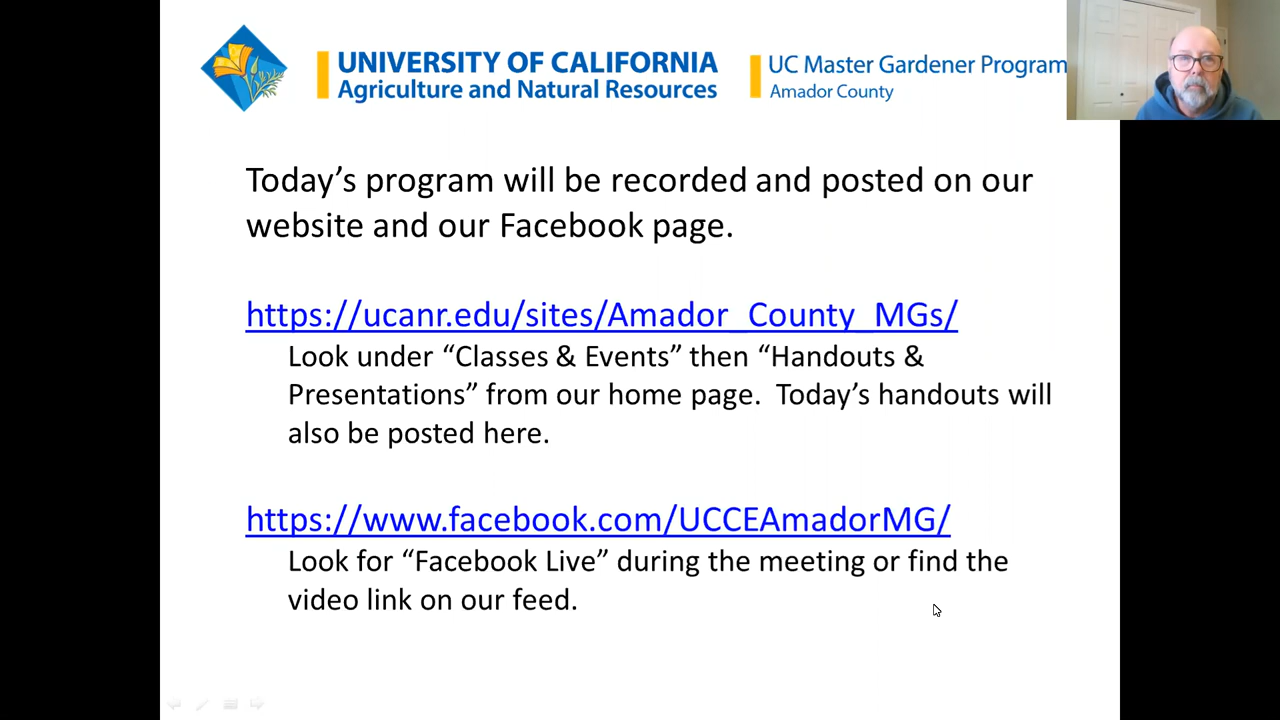 UNIVERSITY OF CALIFORNIA
Agriculture and Natural Resources
UC Master Gardener Program
Amador County
Today’s program will be recorded and posted on our
website and our Facebook page.
https://ucanr.edu/sites/Amador_County_MGs/
Look under “Classes & Events” then “Handouts &
Presentations” from our home page.  Today’s handouts will
also be posted here.
https://www.facebook.com/UCCEAmadorMG/
Look for “Facebook Live” during the meeting or find the
video link on our feed.